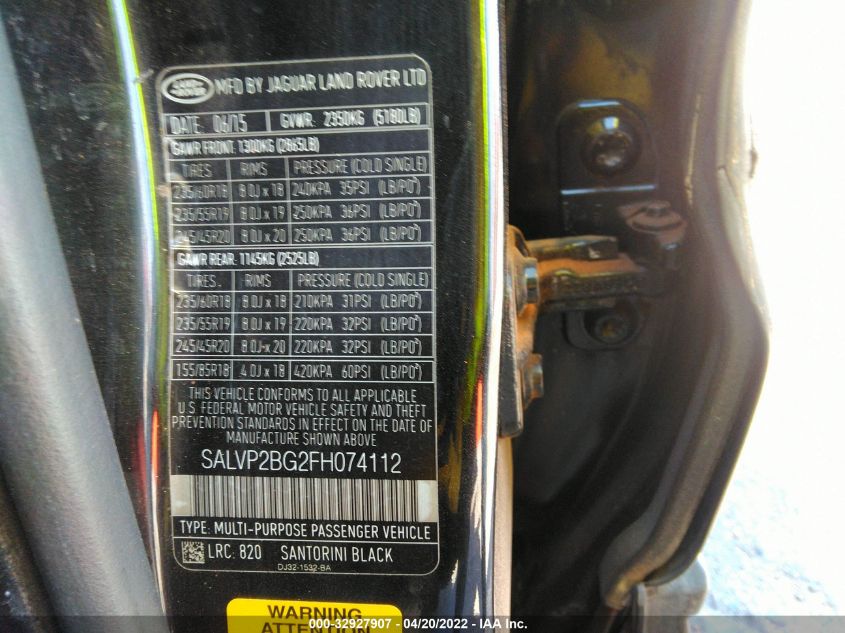 LAND ROVER MFD BY JAGUAR LAND ROVER LTD
DATE: 06/15 GVWR. 2350KG (5180LB)
GAWR FRONT: 1300KG (2865LB)
TIRES RIMS PRESSURE (COLD SINGLE)
235/60R18 8.0J x 18 240KPA 35PSI (LB/PO²)
235/55R19 8.0J x 19 250KPA 36PSI (LB/PO²)
245/45R20 8.0J x 20 250KPA 36PSI (LB/PO²)
GAWR REAR: 1145KG (2525LB)
TIRES RIMS PRESSURE (COLD SINGLE)
235/60R18 8.0J x 18 210KPA 31PSI (LB/PO²)
235/55R19 8.0J x 19 220KPA 32PSI (LB/PO²)
245/45R20 8.0J x 20 220KPA 32PSI (LB/PO²)
155/85R18 4.0J x 18 420KPA 60PSI (LB/PO²)
THIS VEHICLE CONFORMS TO ALL APPLICABLE
U.S. FEDERAL MOTOR VEHICLE SAFETY AND THEFT
PREVENTION STANDARDS IN EFFECT ON THE DATE OF
MANUFACTURE SHOWN ABOVE
SALVP2BG2FH074112
TYPE: MULTI-PURPOSE PASSENGER VEHICLE
LRC: 820 SANTORINI BLACK
DJ32-1532-BA
WARNING
ATTENTION
000-32927907 - 04/20/2022 - IAA Inc.